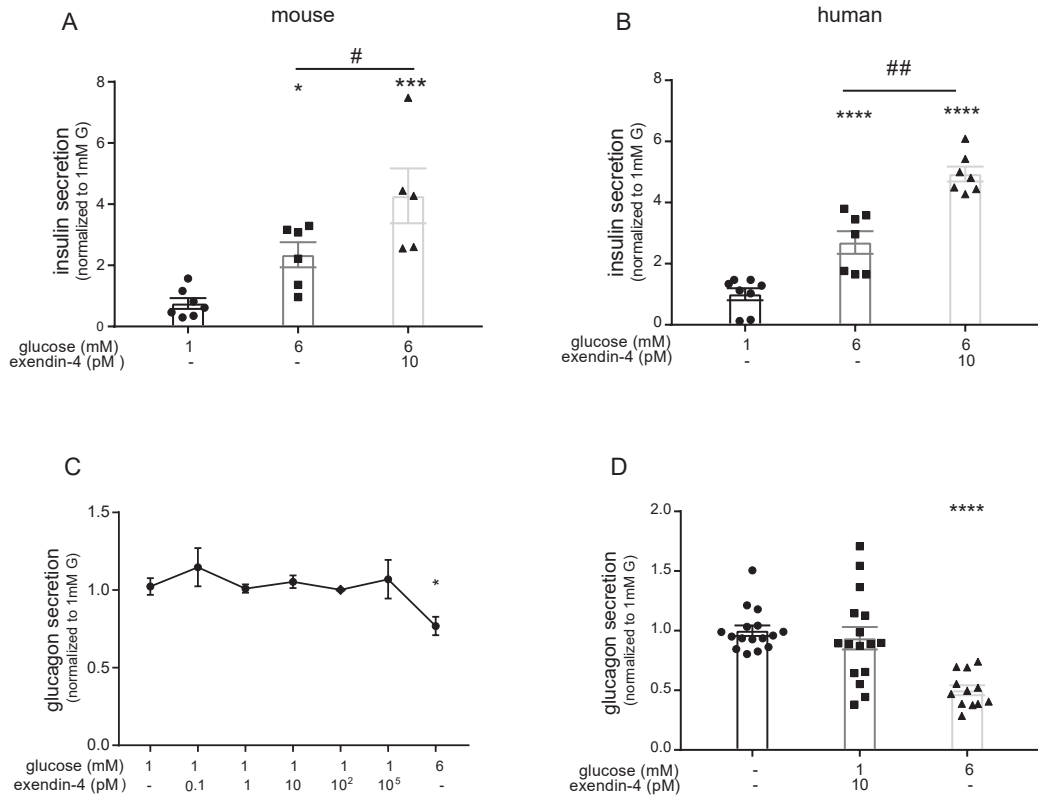 mouse
human
A
B
#
*
***
8
6
4
2
0
insulin secretion
(normalized to 1mM G)
glucose (mM) 1 6 6
exendin-4 (pM ) - - 10
##
****
****
8
6
4
2
0
insulin secretion
(normalized to 1mM G)
glucose (mM) 1 6 6
exendin-4 (pM) - - 10
C
D
1.5
1.0
0.5
0.0
*
glucagon secretion
(normalized to 1mM G)
glucose (mM) 1 1 1 1 1 1 6
exendin-4 (pM) - 0.1 1 10 10² 10⁵ -
2.0
1.5
1.0
0.5
0.0
****
glucagon secretion
(normalized to 1mM G)
glucose (mM) - 1 6
exendin-4 (pM) - 10 -